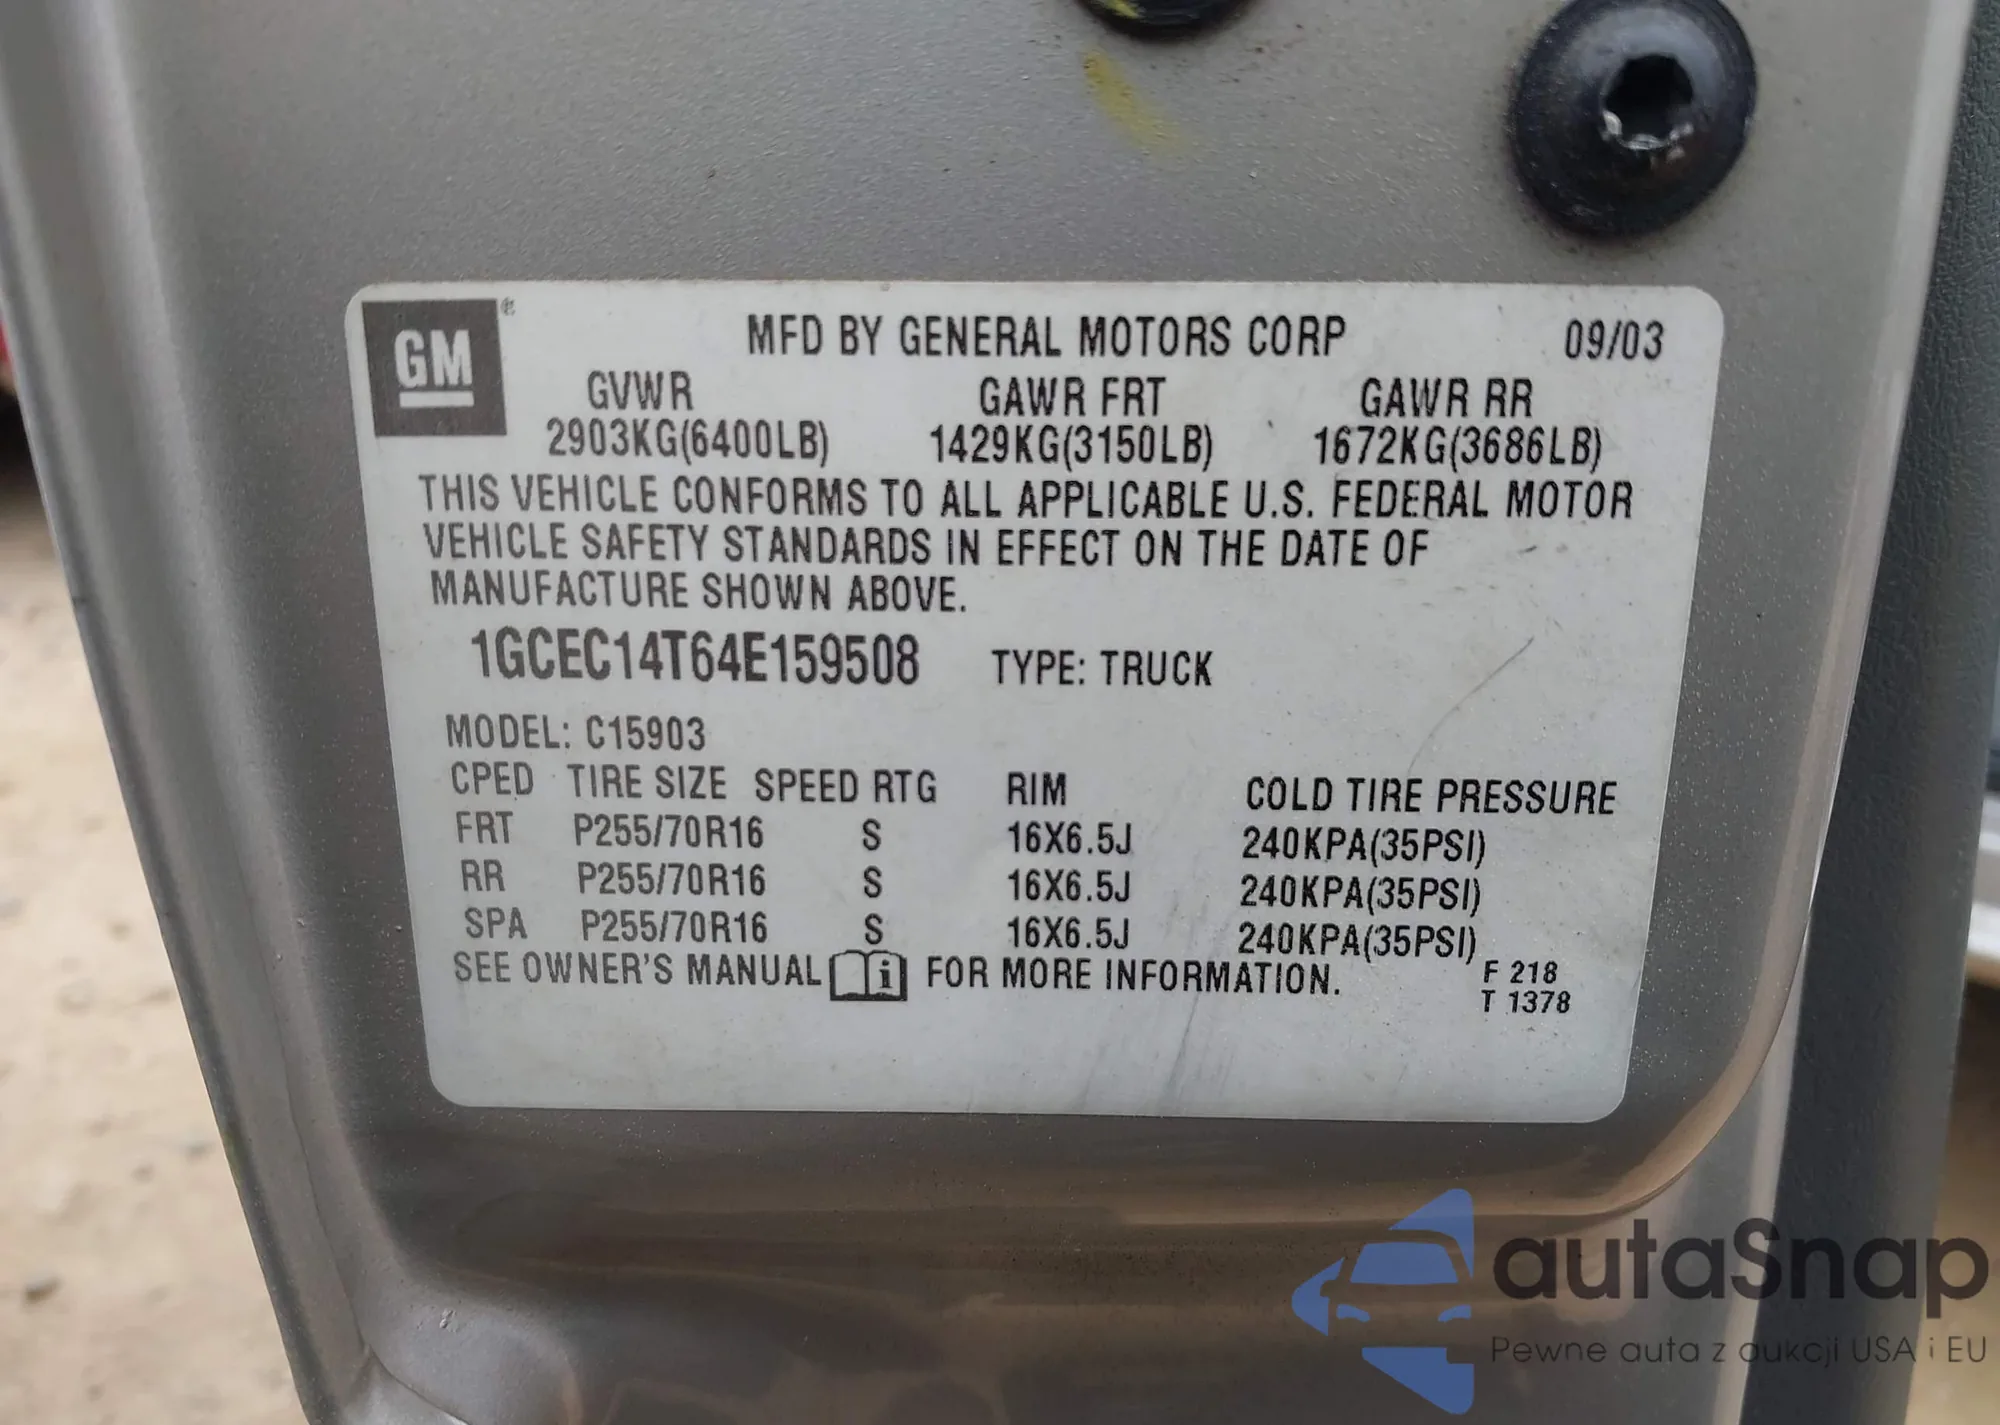 GM
MFD BY GENERAL MOTORS CORP 09/03
GVWR GAWR FRT GAWR RR
2903KG(6400LB) 1429KG(3150LB) 1672KG(3686LB)
THIS VEHICLE CONFORMS TO ALL APPLICABLE U.S. FEDERAL MOTOR
VEHICLE SAFETY STANDARDS IN EFFECT ON THE DATE OF
MANUFACTURE SHOWN ABOVE.
1GCEC14T64E159508 TYPE: TRUCK
MODEL: C15903
CPED TIRE SIZE SPEED RTG RIM COLD TIRE PRESSURE
FRT P255/70R16 S 16X6.5J 240KPA(35PSI)
RR P255/70R16 S 16X6.5J 240KPA(35PSI)
SPA P255/70R16 S 16X6.5J 240KPA(35PSI)
SEE OWNER'S MANUAL i FOR MORE INFORMATION.
F 218
T 1378
autaSnap
Pewne auta z aukcji USA i EU